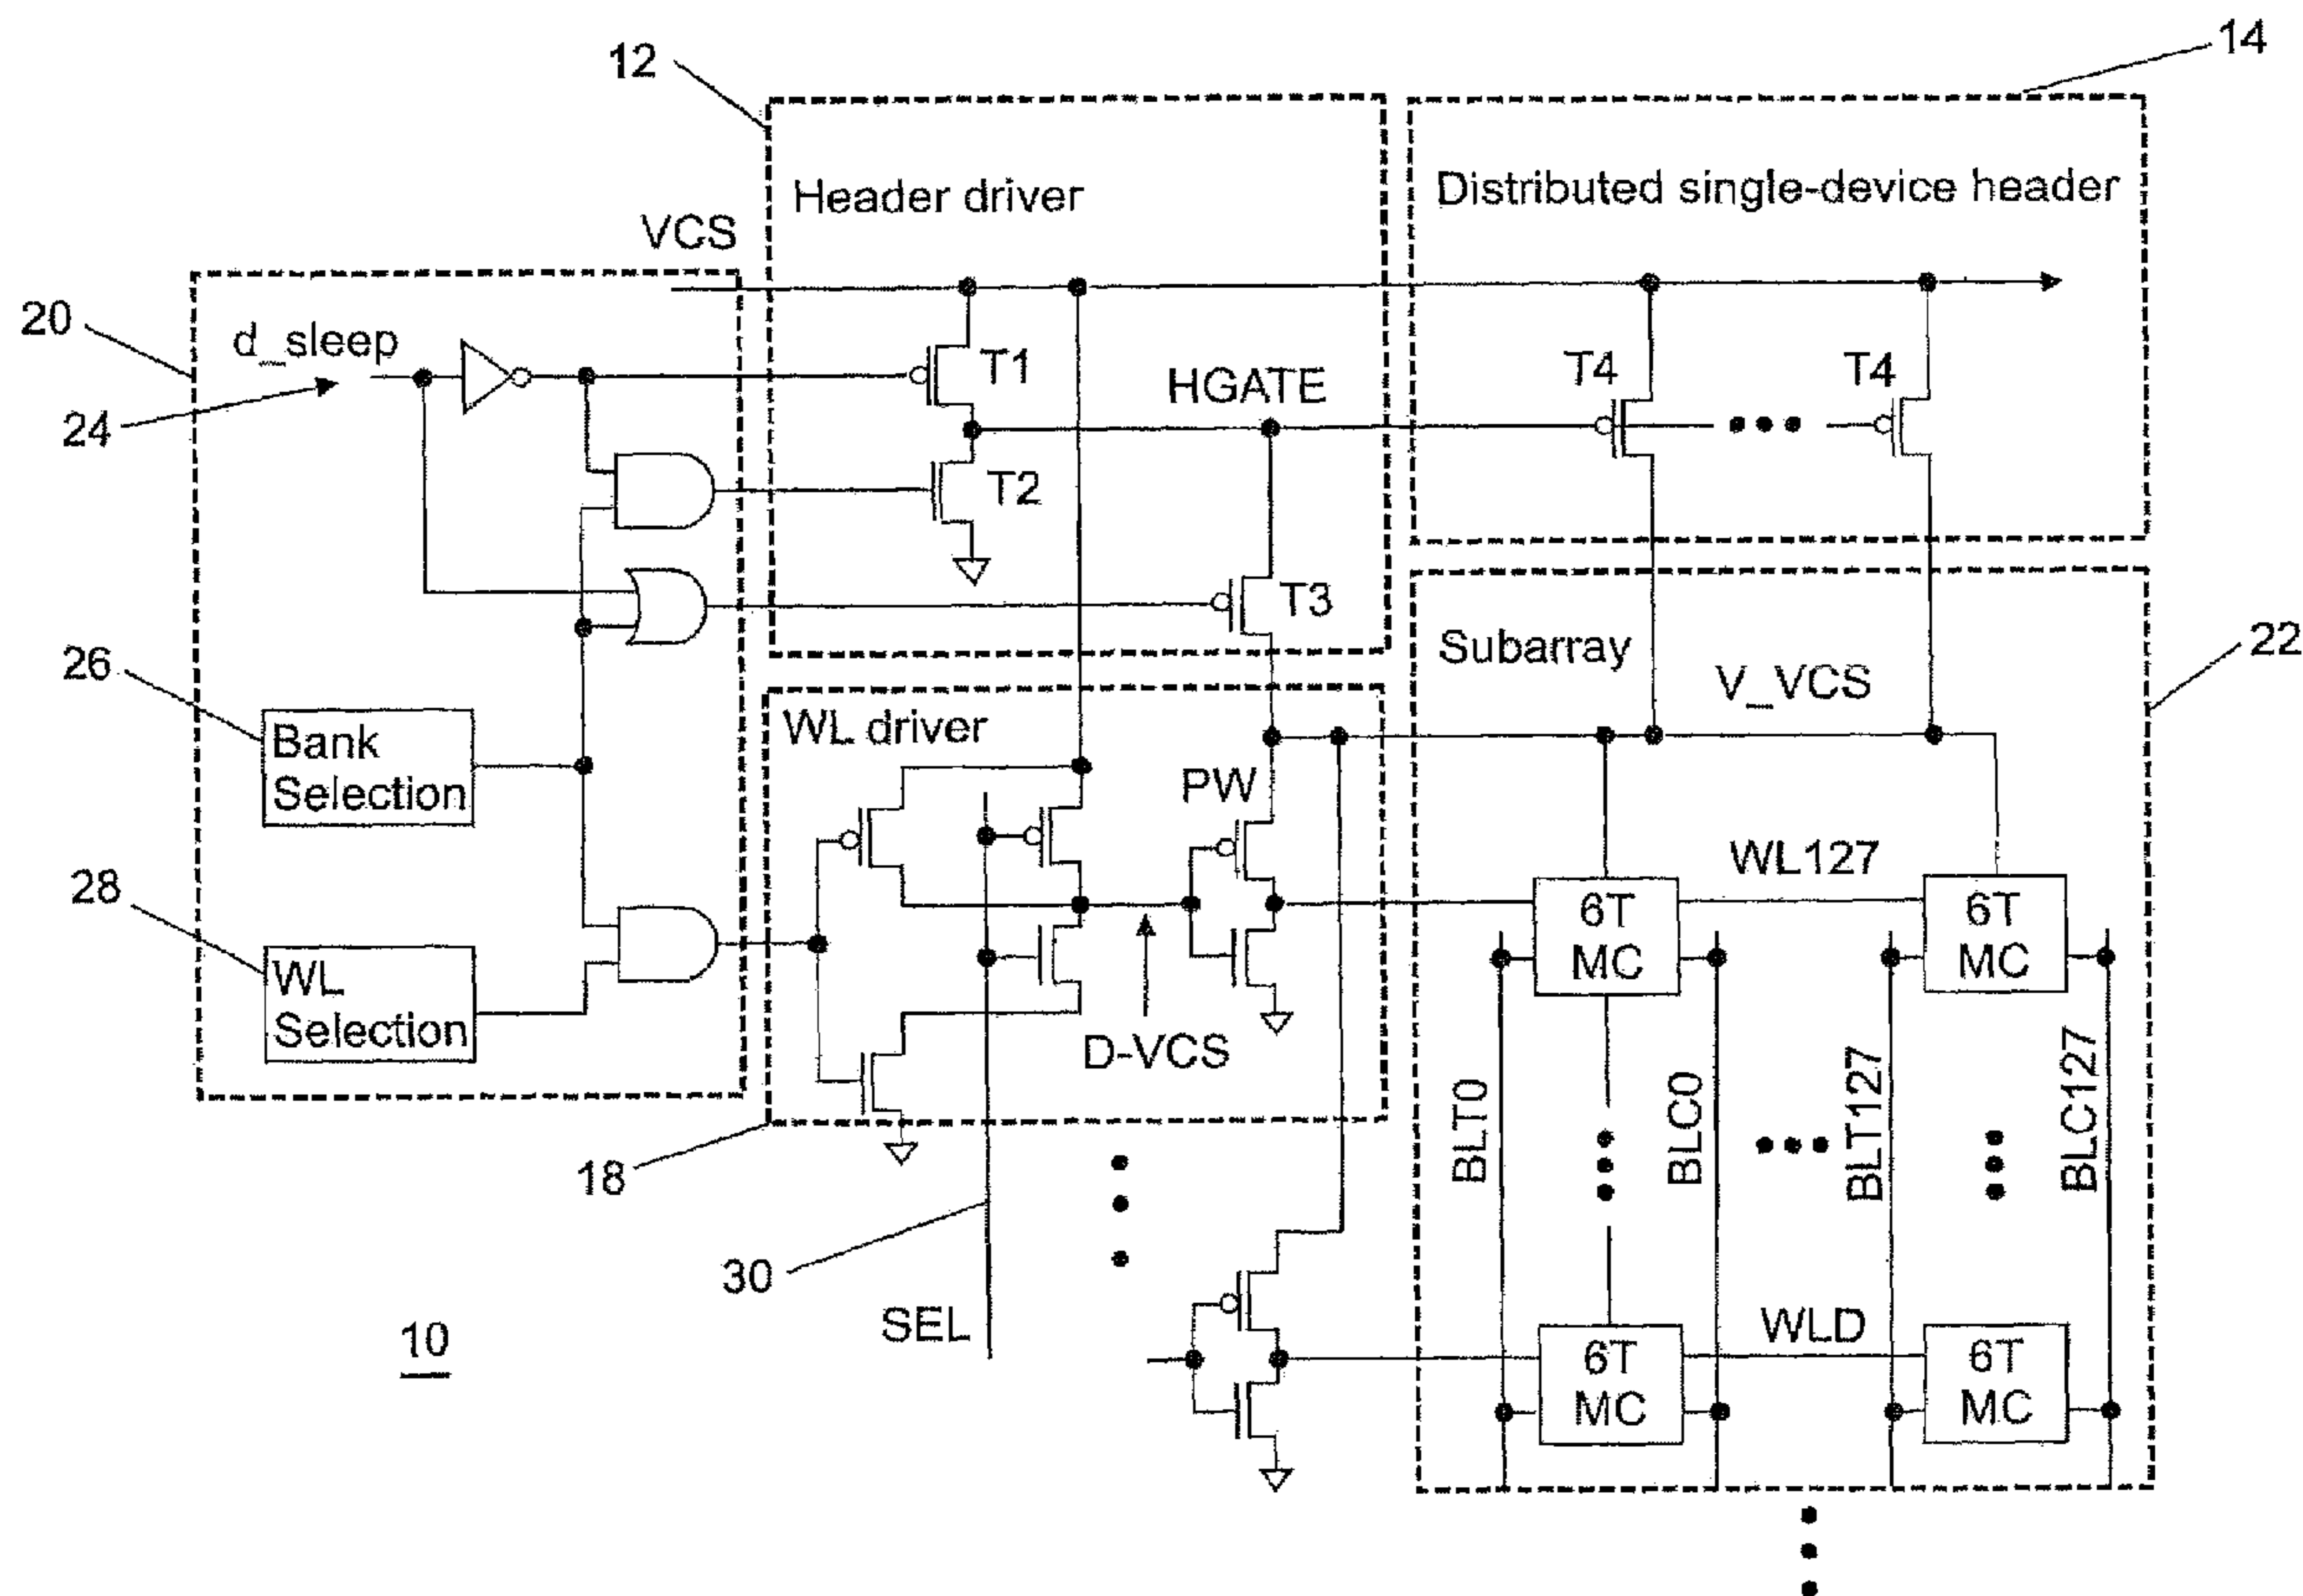 12
14
Header driver
Distributed single-device header
VCS
20
d_sleep
24
T1
HGATE
T4
T4
T2
T3
26
Bank
Selection
Subarray
22
V_VCS
WL driver
PW
28
WL
Selection
WL127
6T
MC
6T
MC
D-VCS
BLT0
BLC0
BLT127
BLC127
18
30
SEL
10
WLD
6T
MC
6T
MC